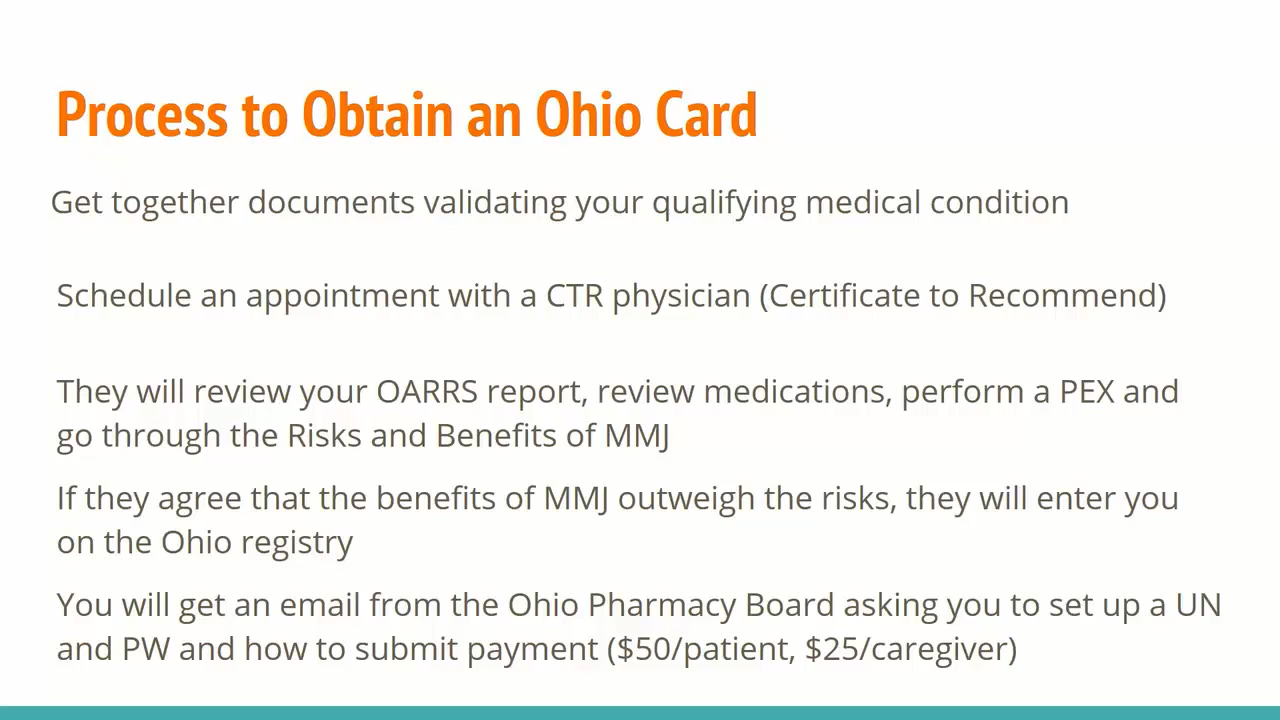 Process to Obtain an Ohio Card
Get together documents validating your qualifying medical condition
Schedule an appointment with a CTR physician (Certificate to Recommend)
They will review your OARRS report, review medications, perform a PEX and
go through the Risks and Benefits of MMJ
If they agree that the benefits of MMJ outweigh the risks, they will enter you
on the Ohio registry
You will get an email from the Ohio Pharmacy Board asking you to set up a UN
and PW and how to submit payment ($50/patient, $25/caregiver)